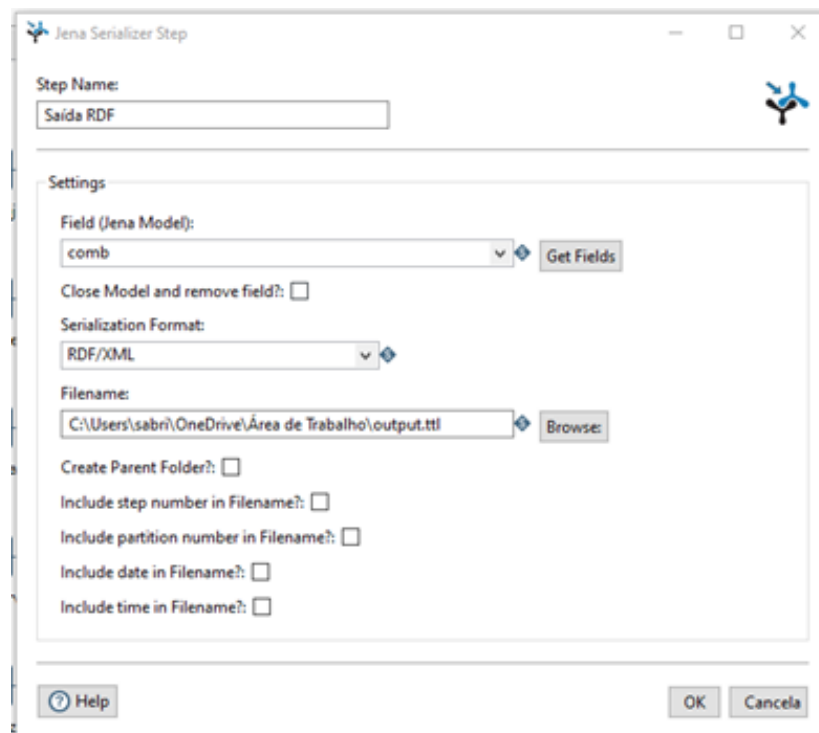 Jena Serializer Step
Step Name:
Saída RDF
Settings
Field (Jena Model):
comb
Get Fields
Close Model and remove field?:
Serialization Format:
RDF/XML
Filename:
C:\Users\sabri\OneDrive\Área de Trabalho\output.ttl
Browse:
Create Parent Folder?:
Include step number in Filename?:
Include partition number in Filename?:
Include date in Filename?:
Include time in Filename?:
Help
OK
Cancela